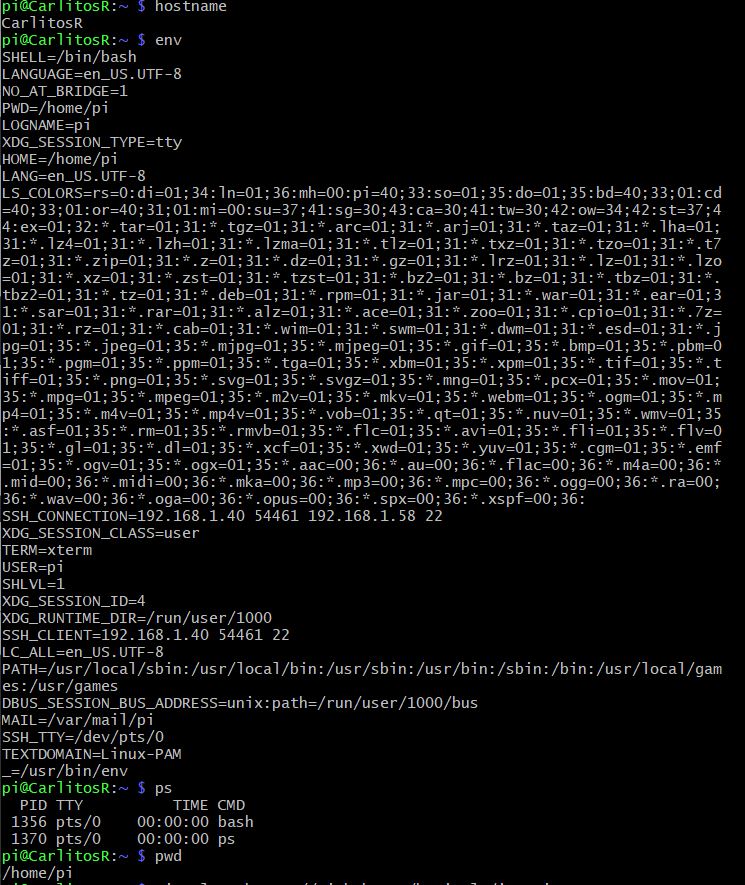 pi@CarlitosR:~ $ hostname
CarlitosR
pi@CarlitosR:~ $ env
SHELL=/bin/bash
LANGUAGE=en_US.UTF-8
NO_AT_BRIDGE=1
PWD=/home/pi
LOGNAME=pi
XDG_SESSION_TYPE=tty
HOME=/home/pi
LANG=en_US.UTF-8
LS_COLORS=rs=0:di=01;34:ln=01;36:mh=00:pi=40;33:so=01;35:do=01;35:bd=40;33;01:cd
=40;33;01:or=40;31;01:mi=00:su=37;41:sg=30;43:ca=30;41:tw=30;42:ow=34;42:st=37;4
4:ex=01;32:*.tar=01;31:*.tgz=01;31:*.arc=01;31:*.arj=01;31:*.taz=01;31:*.lha=01;
31:*.lz4=01;31:*.lzh=01;31:*.lzma=01;31:*.tlz=01;31:*.txz=01;31:*.tzo=01;31:*.t7
z=01;31:*.zip=01;31:*.z=01;31:*.dz=01;31:*.gz=01;31:*.lrz=01;31:*.lz=01;31:*.lzo
=01;31:*.xz=01;31:*.zst=01;31:*.tzst=01;31:*.bz2=01;31:*.bz=01;31:*.tbz=01;31:*.
tbz2=01;31:*.tz=01;31:*.deb=01;31:*.rpm=01;31:*.jar=01;31:*.war=01;31:*.ear=01;3
1:*.sar=01;31:*.rar=01;31:*.alz=01;31:*.ace=01;31:*.zoo=01;31:*.cpio=01;31:*.7z=
01;31:*.rz=01;31:*.cab=01;31:*.wim=01;31:*.swm=01;31:*.dwm=01;31:*.esd=01;31:*.j
pg=01;35:*.jpeg=01;35:*.mjpg=01;35:*.mjpeg=01;35:*.gif=01;35:*.bmp=01;35:*.pbm=0
1;35:*.pgm=01;35:*.ppm=01;35:*.tga=01;35:*.xbm=01;35:*.xpm=01;35:*.tif=01;35:*.t
iff=01;35:*.png=01;35:*.svg=01;35:*.svgz=01;35:*.mng=01;35:*.pcx=01;35:*.mov=01;
35:*.mpg=01;35:*.mpeg=01;35:*.m2v=01;35:*.mkv=01;35:*.webm=01;35:*.ogm=01;35:*.m
p4=01;35:*.m4v=01;35:*.mp4v=01;35:*.vob=01;35:*.qt=01;35:*.nuv=01;35:*.wmv=01;35
:*.asf=01;35:*.rm=01;35:*.rmvb=01;35:*.flc=01;35:*.avi=01;35:*.fli=01;35:*.flv=0
1;35:*.gl=01;35:*.dl=01;35:*.xcf=01;35:*.xwd=01;35:*.yuv=01;35:*.cgm=01;35:*.emf
=01;35:*.ogv=01;35:*.ogx=01;35:*.aac=00;36:*.au=00;36:*.flac=00;36:*.m4a=00;36:*
.mid=00;36:*.midi=00;36:*.mka=00;36:*.mp3=00;36:*.mpc=00;36:*.ogg=00;36:*.ra=00;
36:*.wav=00;36:*.oga=00;36:*.opus=00;36:*.spx=00;36:*.xspf=00;36:
SSH_CONNECTION=192.168.1.40 54461 192.168.1.58 22
XDG_SESSION_CLASS=user
TERM=xterm
USER=pi
SHLVL=1
XDG_SESSION_ID=4
XDG_RUNTIME_DIR=/run/user/1000
SSH_CLIENT=192.168.1.40 54461 22
LC_ALL=en_US.UTF-8
PATH=/usr/local/sbin:/usr/local/bin:/usr/sbin:/usr/bin:/sbin:/bin:/usr/local/gam
es:/usr/games
DBUS_SESSION_BUS_ADDRESS=unix:path=/run/user/1000/bus
MAIL=/var/mail/pi
SSH_TTY=/dev/pts/0
TEXTDOMAIN=Linux-PAM
_=/usr/bin/env
pi@CarlitosR:~ $ ps
PID TTY TIME CMD
1356 pts/0 00:00:00 bash
1370 pts/0 00:00:00 ps
pi@CarlitosR:~ $ pwd
/home/pi